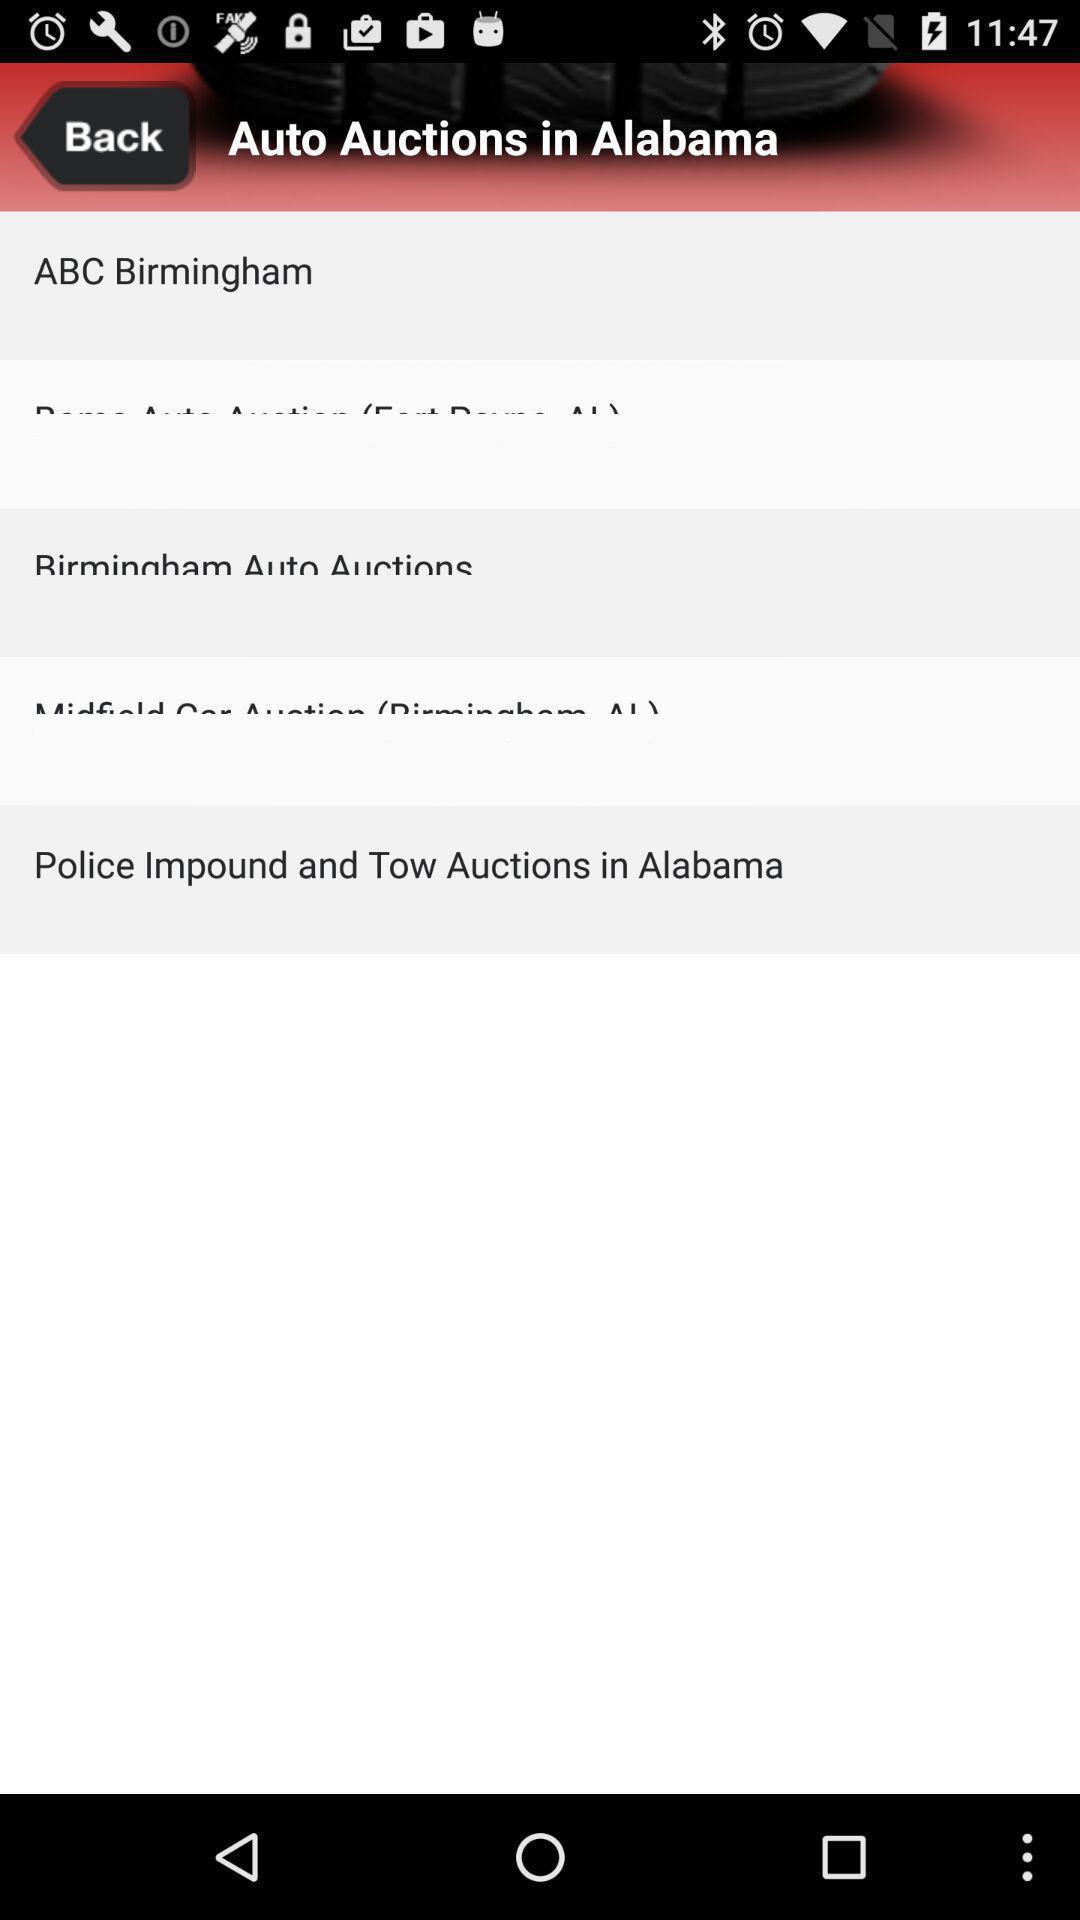 FAKE
11:47
Back
Auto Auctions in Alabama
ABC Birmingham
Auto Auction (Fort Payne, AL)
Birmingham Auto Auctions
Midfield Car Auction (Birmingham, AL)
Police Impound and Tow Auctions in Alabama